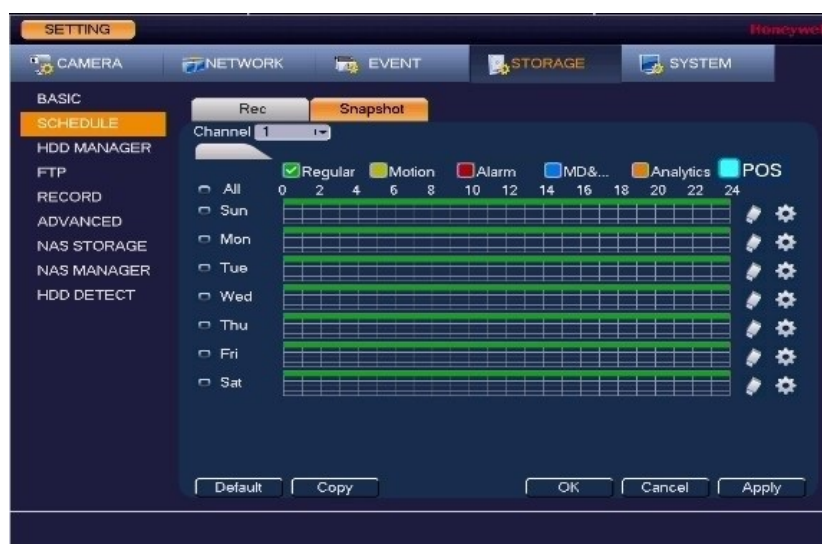 SETTING
Honeywe
CAMERA NETWORK EVENT STORAGE SYSTEM
BASIC
SCHEDULE
HDD MANAGER
FTP
RECORD
ADVANCED
NAS STORAGE
NAS MANAGER
HDD DETECT
Rec Snapshot
Channel 1
Regular Motion Alarm MD&... Analytics POS
All 0 2 4 6 8 10 12 14 16 18 20 22 24
Sun
Mon
Tue
Wed
Thu
Fri
Sat
Default Copy OK Cancel Apply